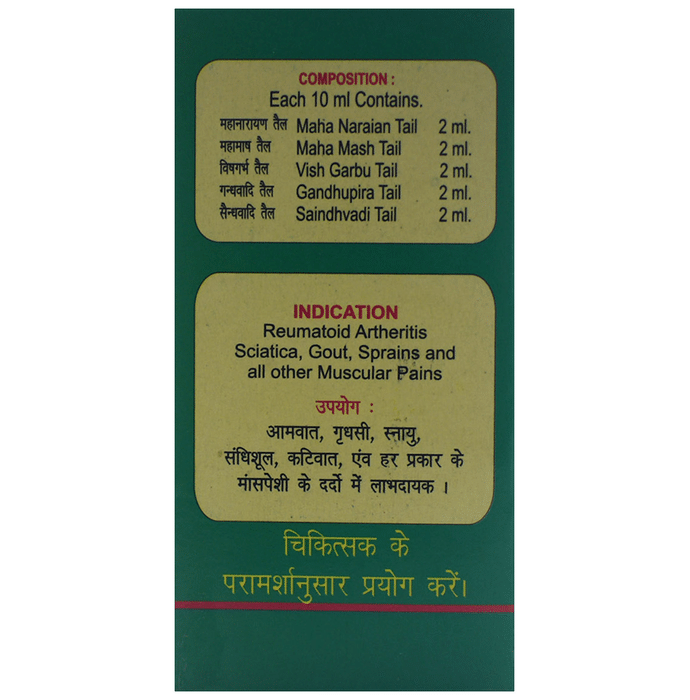 COMPOSITION :
Each 10 ml Contains.
महानारायण तैल Maha Naraian Tail 2 ml.
महामाष तैल Maha Mash Tail 2 ml.
विषगर्भ तैल Vish Garbu Tail 2 ml.
गन्धवादि तैल Gandhupira Tail 2 ml.
सैन्धवादि तैल Saindhvadi Tail 2 ml.
INDICATION
Reumatoid Artheritis
Sciatica, Gout, Sprains and
all other Muscular Pains
उपयोग :
आमवात, गृधसी, स्नायु,
संधिशूल, कटिवात, एंव हर प्रकार के
मांसपेशी के दर्दो में लाभदायक ।
चिकित्सक के
परामर्शानुसार प्रयोग करें।